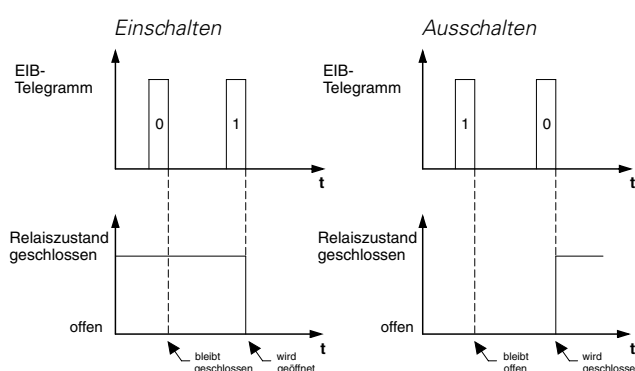 Einschalten
EIB-
Telegramm
0
1
t
Relaiszustand
geschlossen
offen
t
bleibt
geschlossen
wird
geöffnet
Ausschalten
EIB-
Telegramm
1
0
t
Relaiszustand
geschlossen
offen
t
bleibt
offen
wird
geschlosse